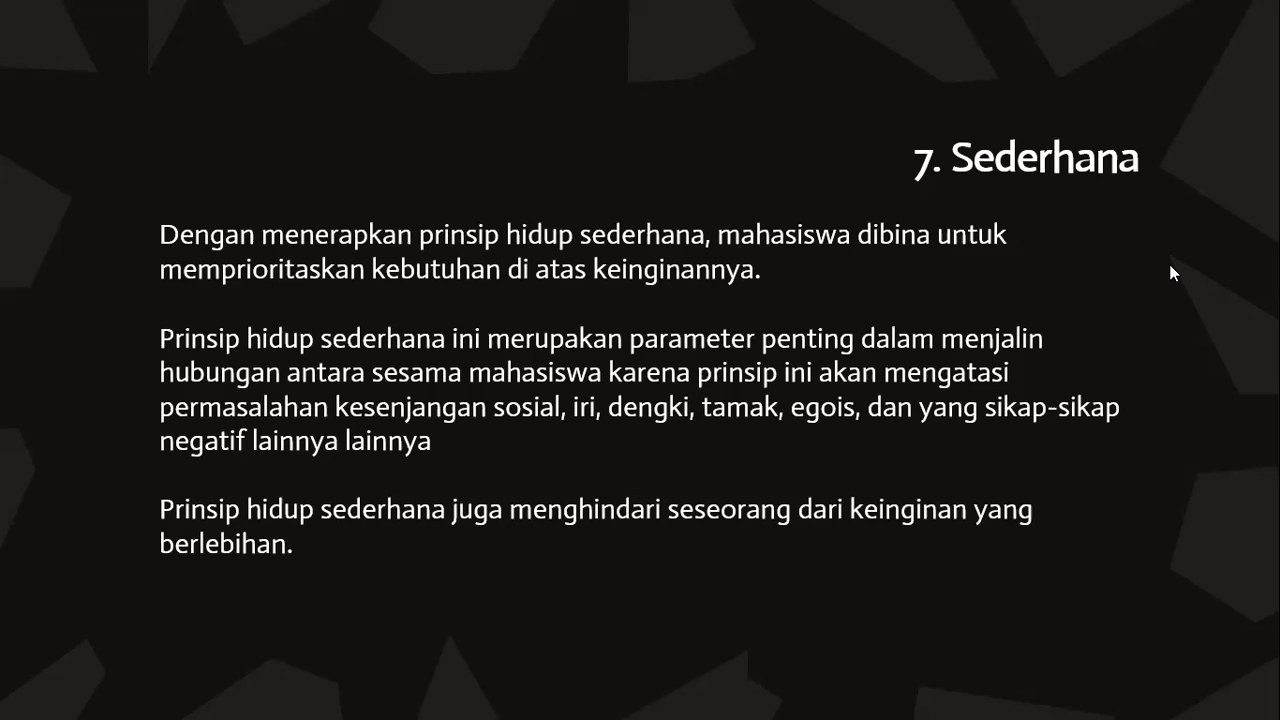 7. Sederhana
Dengan menerapkan prinsip hidup sederhana, mahasiswa dibina untuk
memprioritaskan kebutuhan di atas keinginannya.
Prinsip hidup sederhana ini merupakan parameter penting dalam menjalin
hubungan antara sesama mahasiswa karena prinsip ini akan mengatasi
permasalahan kesenjangan sosial, iri, dengki, tamak, egois, dan yang sikap-sikap
negatif lainnya lainnya
Prinsip hidup sederhana juga menghindari seseorang dari keinginan yang
berlebihan.